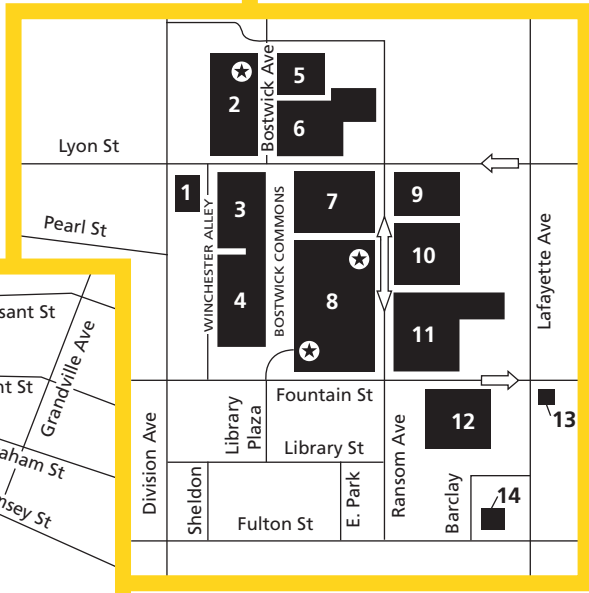 Bostwick Ave
5
2
6
Lyon St
1
3
7
9
WINCHESTER ALLEY
BOSTWICK COMMONS
Pearl St
Lafayette Ave
10
4
8
11
sant St
Grandville Ave
nt St
Fountain St
Library
Plaza
Library St
12
13
Division Ave
Ransom Ave
aham St
Sheldon
E. Park
Barclay
14
nsey St
Fulton St